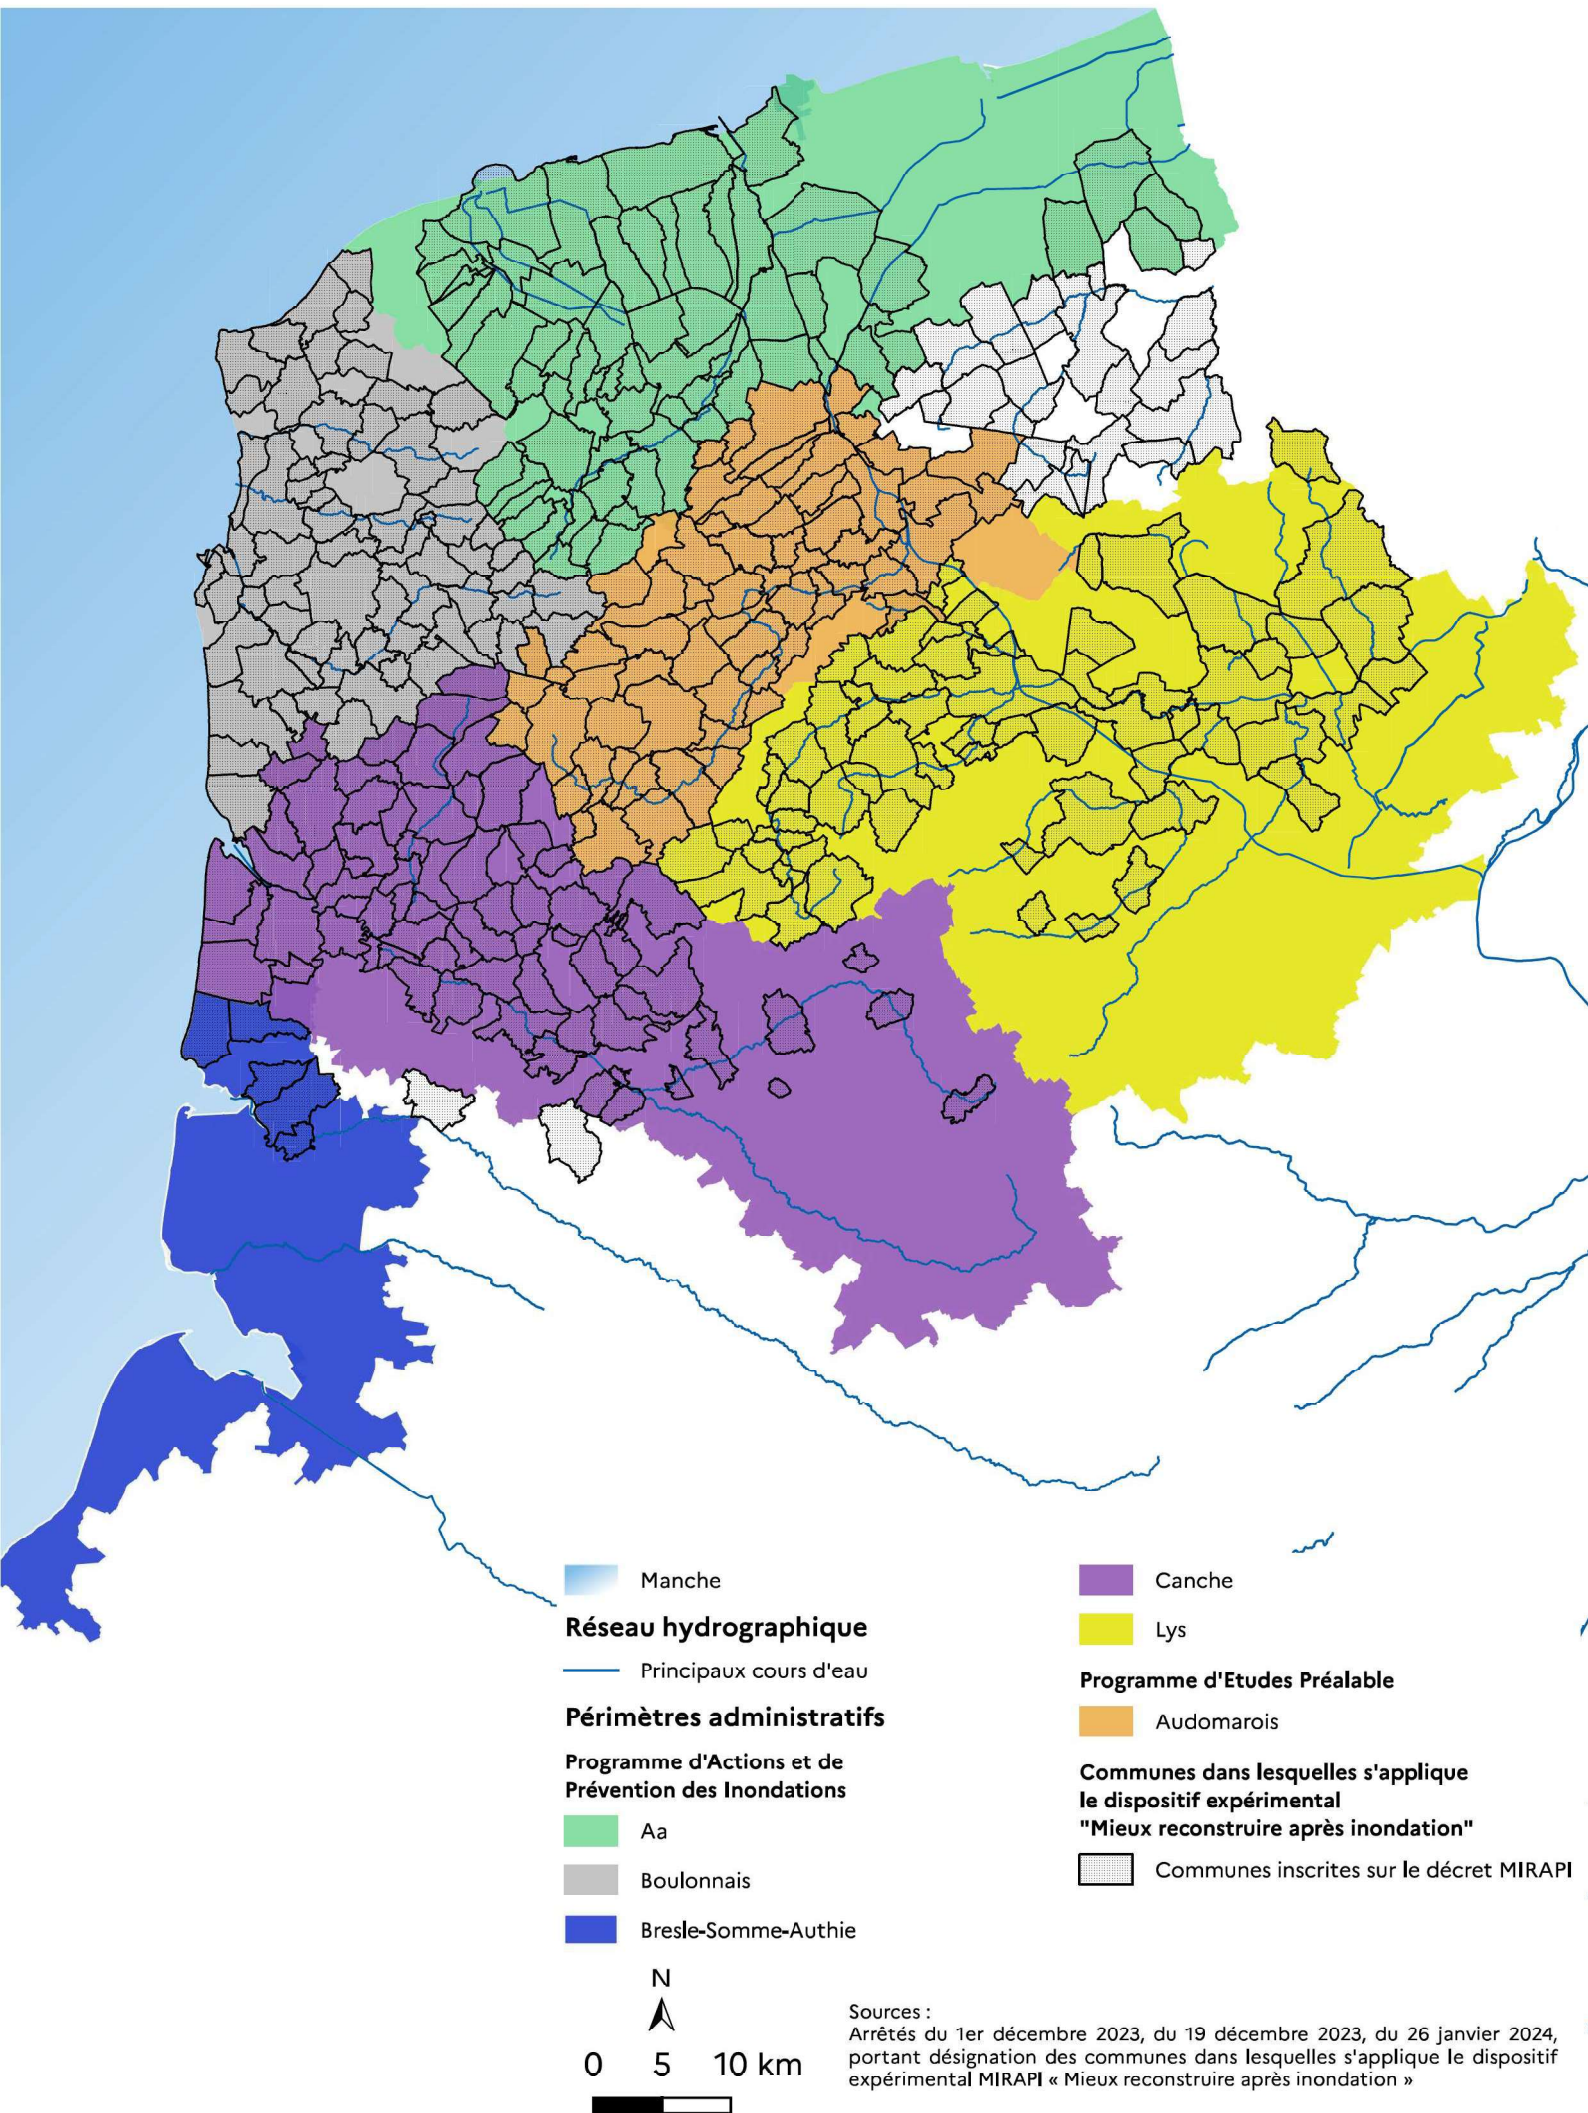 Manche
Réseau hydrographique
Principaux cours d'eau
Périmètres administratifs
Programme d'Actions et de
Prévention des Inondations
Aa
Boulonnais
Bresle-Somme-Authie
Canche
Lys
Programme d'Etudes Préalable
Audomarois
Communes dans lesquelles s'applique
le dispositif expérimental
"Mieux reconstruire après inondation"
Communes inscrites sur le décret MIRAPI
N
0 5 10 km
Sources :
Arrêtés du 1er décembre 2023, du 19 décembre 2023, du 26 janvier 2024,
portant désignation des communes dans lesquelles s'applique le dispositif
expérimental MIRAPI « Mieux reconstruire après inondation »